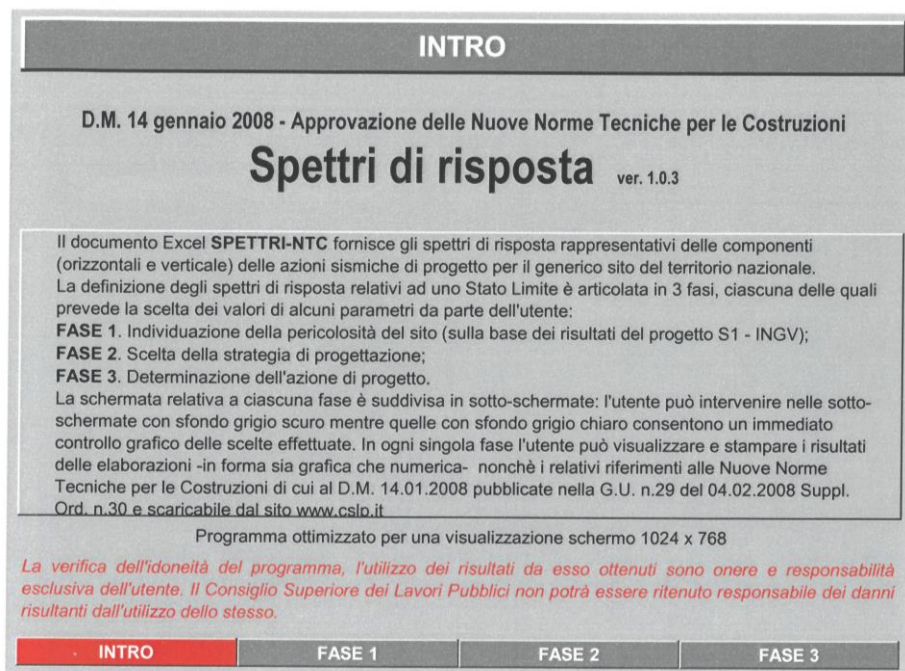 INTRO
D.M. 14 gennaio 2008 - Approvazione delle Nuove Norme Tecniche per le Costruzioni
Spettri di risposta ver. 1.0.3
Il documento Excel SPETTRI-NTC fornisce gli spettri di risposta rappresentativi delle componenti
(orizzontali e verticale) delle azioni sismiche di progetto per il generico sito del territorio nazionale.
La definizione degli spettri di risposta relativi ad uno Stato Limite è articolata in 3 fasi, ciascuna delle quali
prevede la scelta dei valori di alcuni parametri da parte dell'utente:
FASE 1. Individuazione della pericolosità del sito (sulla base dei risultati del progetto S1 - INGV);
FASE 2. Scelta della strategia di progettazione;
FASE 3. Determinazione dell'azione di progetto.
La schermata relativa a ciascuna fase è suddivisa in sotto-schermate: l'utente può intervenire nelle sotto-
schermate con sfondo grigio scuro mentre quelle con sfondo grigio chiaro consentono un immediato
controllo grafico delle scelte effettuate. In ogni singola fase l'utente può visualizzare e stampare i risultati
delle elaborazioni -in forma sia grafica che numerica- nonchè i relativi riferimenti alle Nuove Norme
Tecniche per le Costruzioni di cui al D.M. 14.01.2008 pubblicate nella G.U. n.29 del 04.02.2008 Suppl.
Ord. n.30 e scaricabile dal sito www.cslp.it
Programma ottimizzato per una visualizzazione schermo 1024 x 768
La verifica dell'idoneità del programma, l'utilizzo dei risultati da esso ottenuti sono onere e responsabilità
esclusiva dell'utente. Il Consiglio Superiore dei Lavori Pubblici non potrà essere ritenuto responsabile dei danni
risultanti dall'utilizzo dello stesso.
INTRO FASE 1 FASE 2 FASE 3